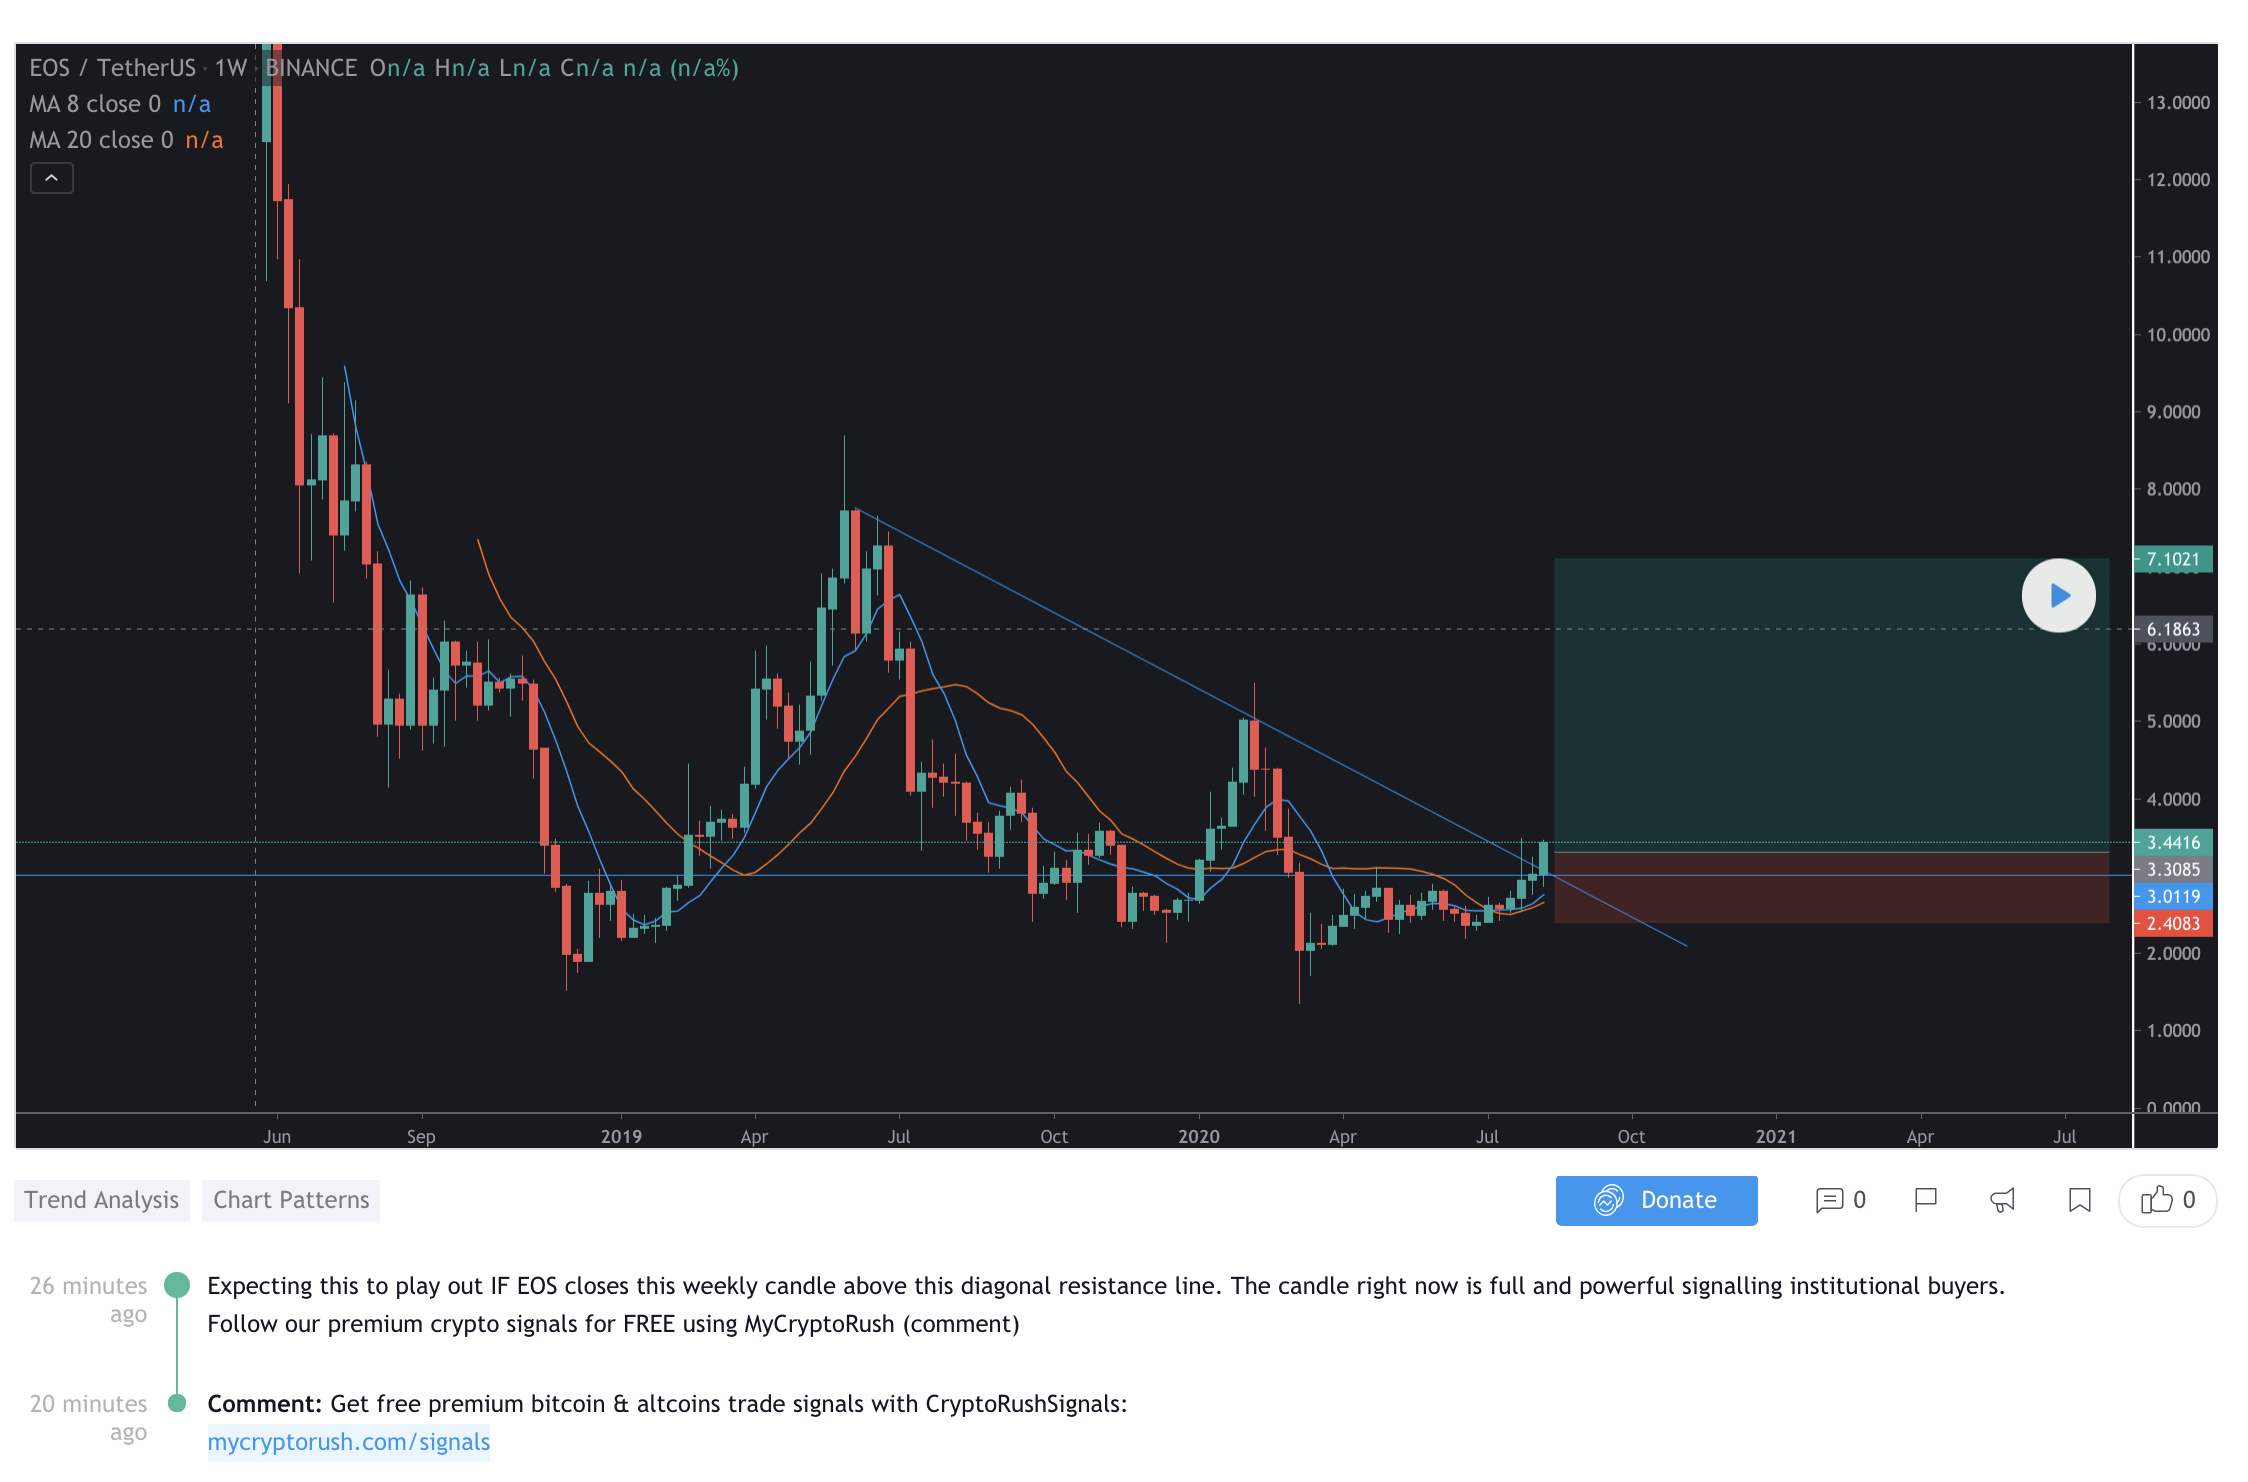 EOS / TetherUS · 1W · BINANCE On/a Hn/a Ln/a Cn/a n/a (n/a%)
MA 8 close 0 n/a
MA 20 close 0 n/a
13.0000
12.0000
11.0000
10.0000
9.0000
8.0000
7.1021
6.1863
6.0000
5.0000
4.0000
3.4416
3.3085
3.0119
2.4083
2.0000
1.0000
0.0000
Jun Sep 2019 Apr Jul Oct 2020 Apr Jul Oct 2021 Apr Jul
Trend Analysis Chart Patterns Donate 0 0
26 minutes ago
Expecting this to play out IF EOS closes this weekly candle above this diagonal resistance line. The candle right now is full and powerful signalling institutional buyers.
Follow our premium crypto signals for FREE using MyCryptoRush (comment)
20 minutes ago
Comment: Get free premium bitcoin & altcoins trade signals with CryptoRushSignals:
mycryptorush.com/signals